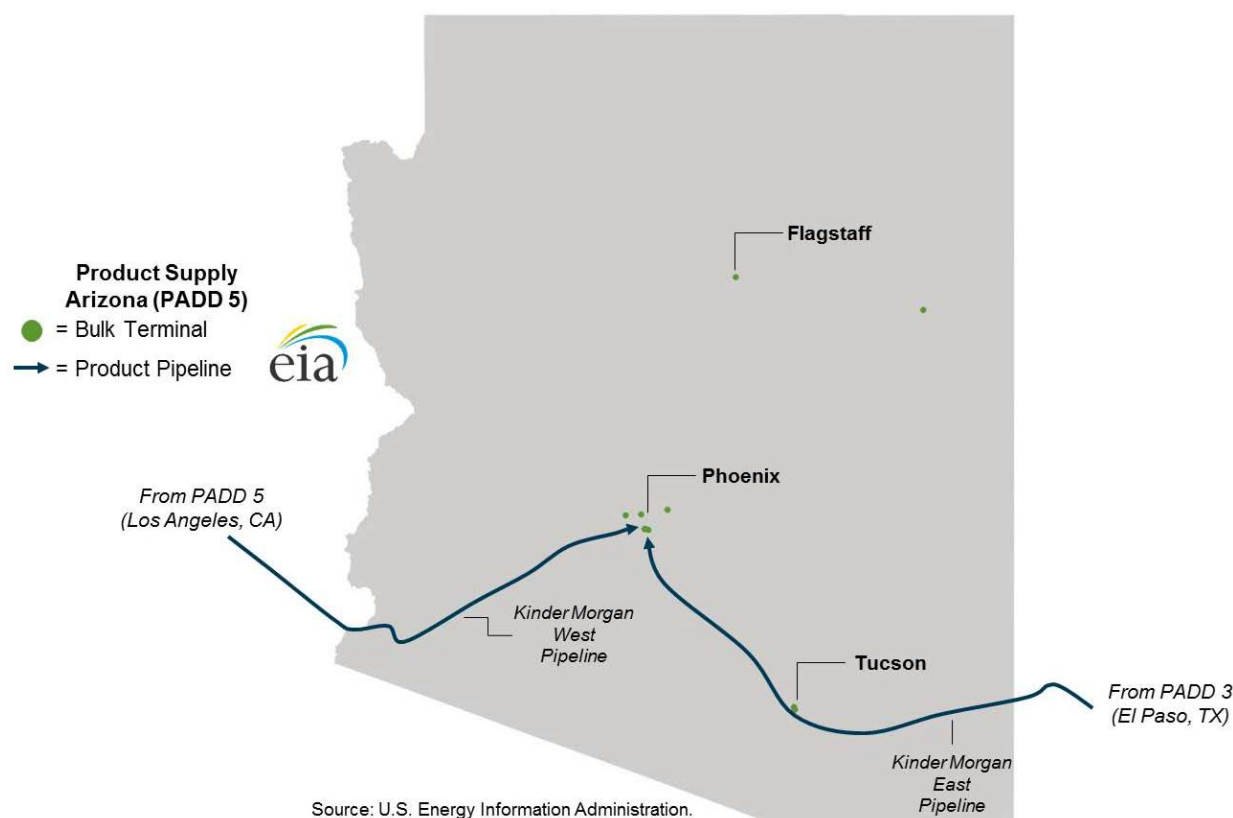 Flagstaff
Product Supply
Arizona (PADD 5)
= Bulk Terminal
= Product Pipeline
eia
Phoenix
From PADD 5
(Los Angeles, CA)
Kinder Morgan
West
Pipeline
Tucson
From PADD 3
(El Paso, TX)
Kinder Morgan
East
Pipeline
Source: U.S. Energy Information Administration.